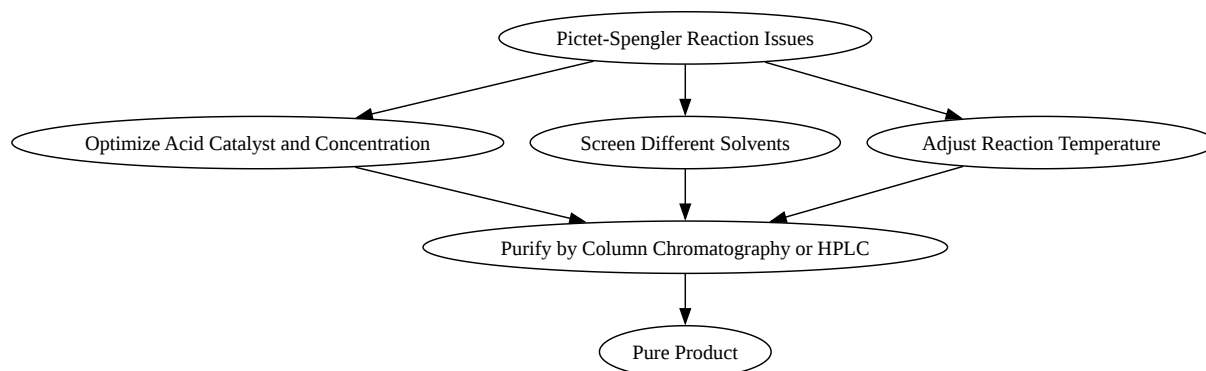 Pictet-Spengler Reaction Issues
Optimize Acid Catalyst and Concentration
Screen Different Solvents
Adjust Reaction Temperature
Purify by Column Chromatography or HPLC
Pure Product